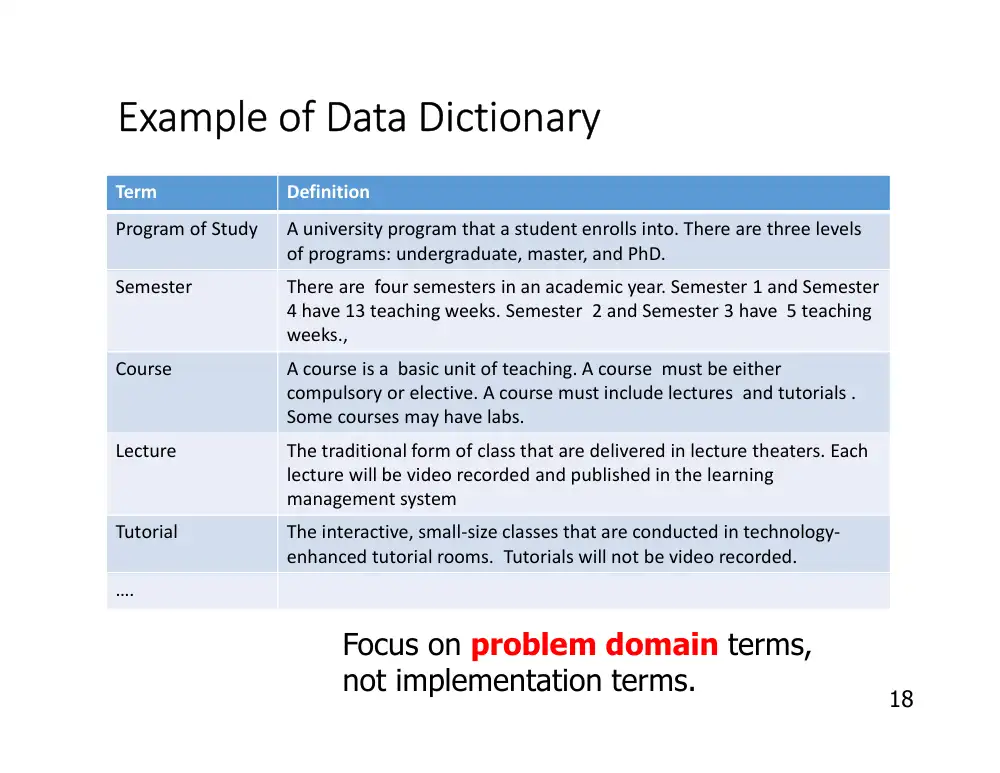 Example of Data Dictionary
Term Definition
Program of Study A university program that a student enrolls into. There are three levels
of programs: undergraduate, master, and PhD.
Semester There are  four semesters in an academic year. Semester 1 and Semester
4 have 13 teaching weeks. Semester  2 and Semester 3 have  5 teaching
weeks.,
Course A course is a  basic unit of teaching. A course  must be either
compulsory or elective. A course must include lectures  and tutorials .
Some courses may have labs.
Lecture The traditional form of class that are delivered in lecture theaters. Each
lecture will be video recorded and published in the learning
management system
Tutorial The interactive, small-size classes that are conducted in technology-
enhanced tutorial rooms.  Tutorials will not be video recorded.
….
Focus on problem domain terms,
not implementation terms.
18